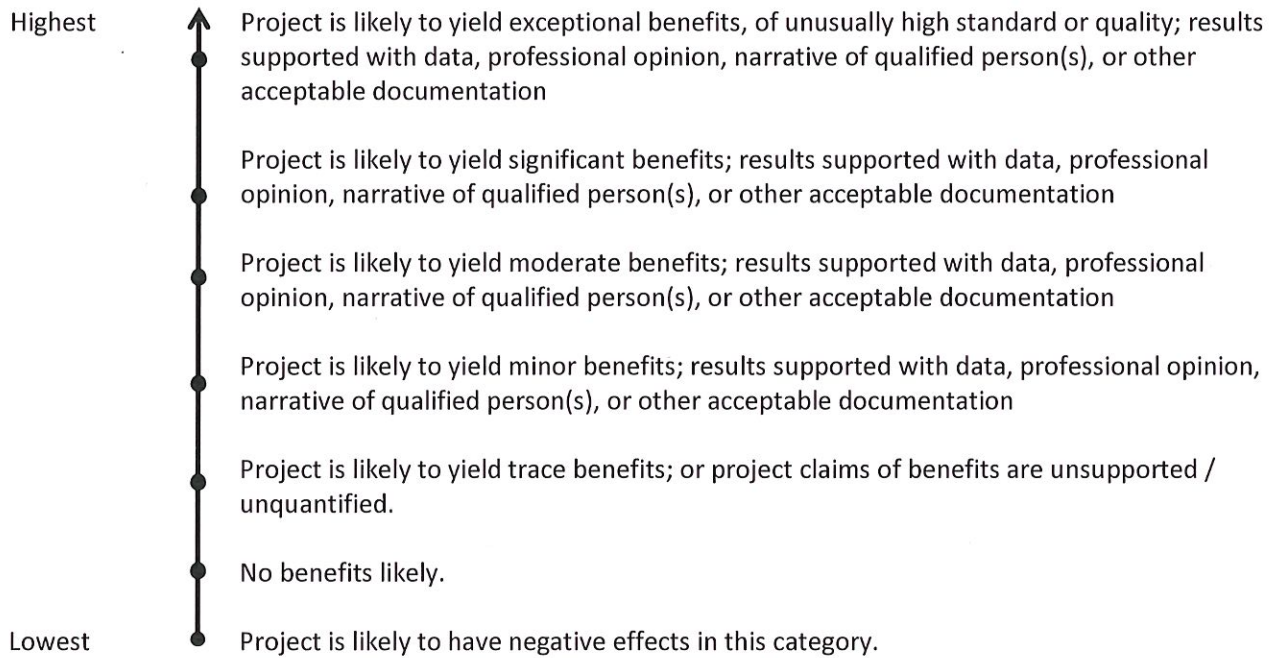 Highest
Project is likely to yield exceptional benefits, of unusually high standard or quality; results
supported with data, professional opinion, narrative of qualified person(s), or other
acceptable documentation
Project is likely to yield significant benefits; results supported with data, professional
opinion, narrative of qualified person(s), or other acceptable documentation
Project is likely to yield moderate benefits; results supported with data, professional
opinion, narrative of qualified person(s), or other acceptable documentation
Project is likely to yield minor benefits; results supported with data, professional opinion,
narrative of qualified person(s), or other acceptable documentation
Project is likely to yield trace benefits; or project claims of benefits are unsupported /
unquantified.
No benefits likely.
Lowest
Project is likely to have negative effects in this category.